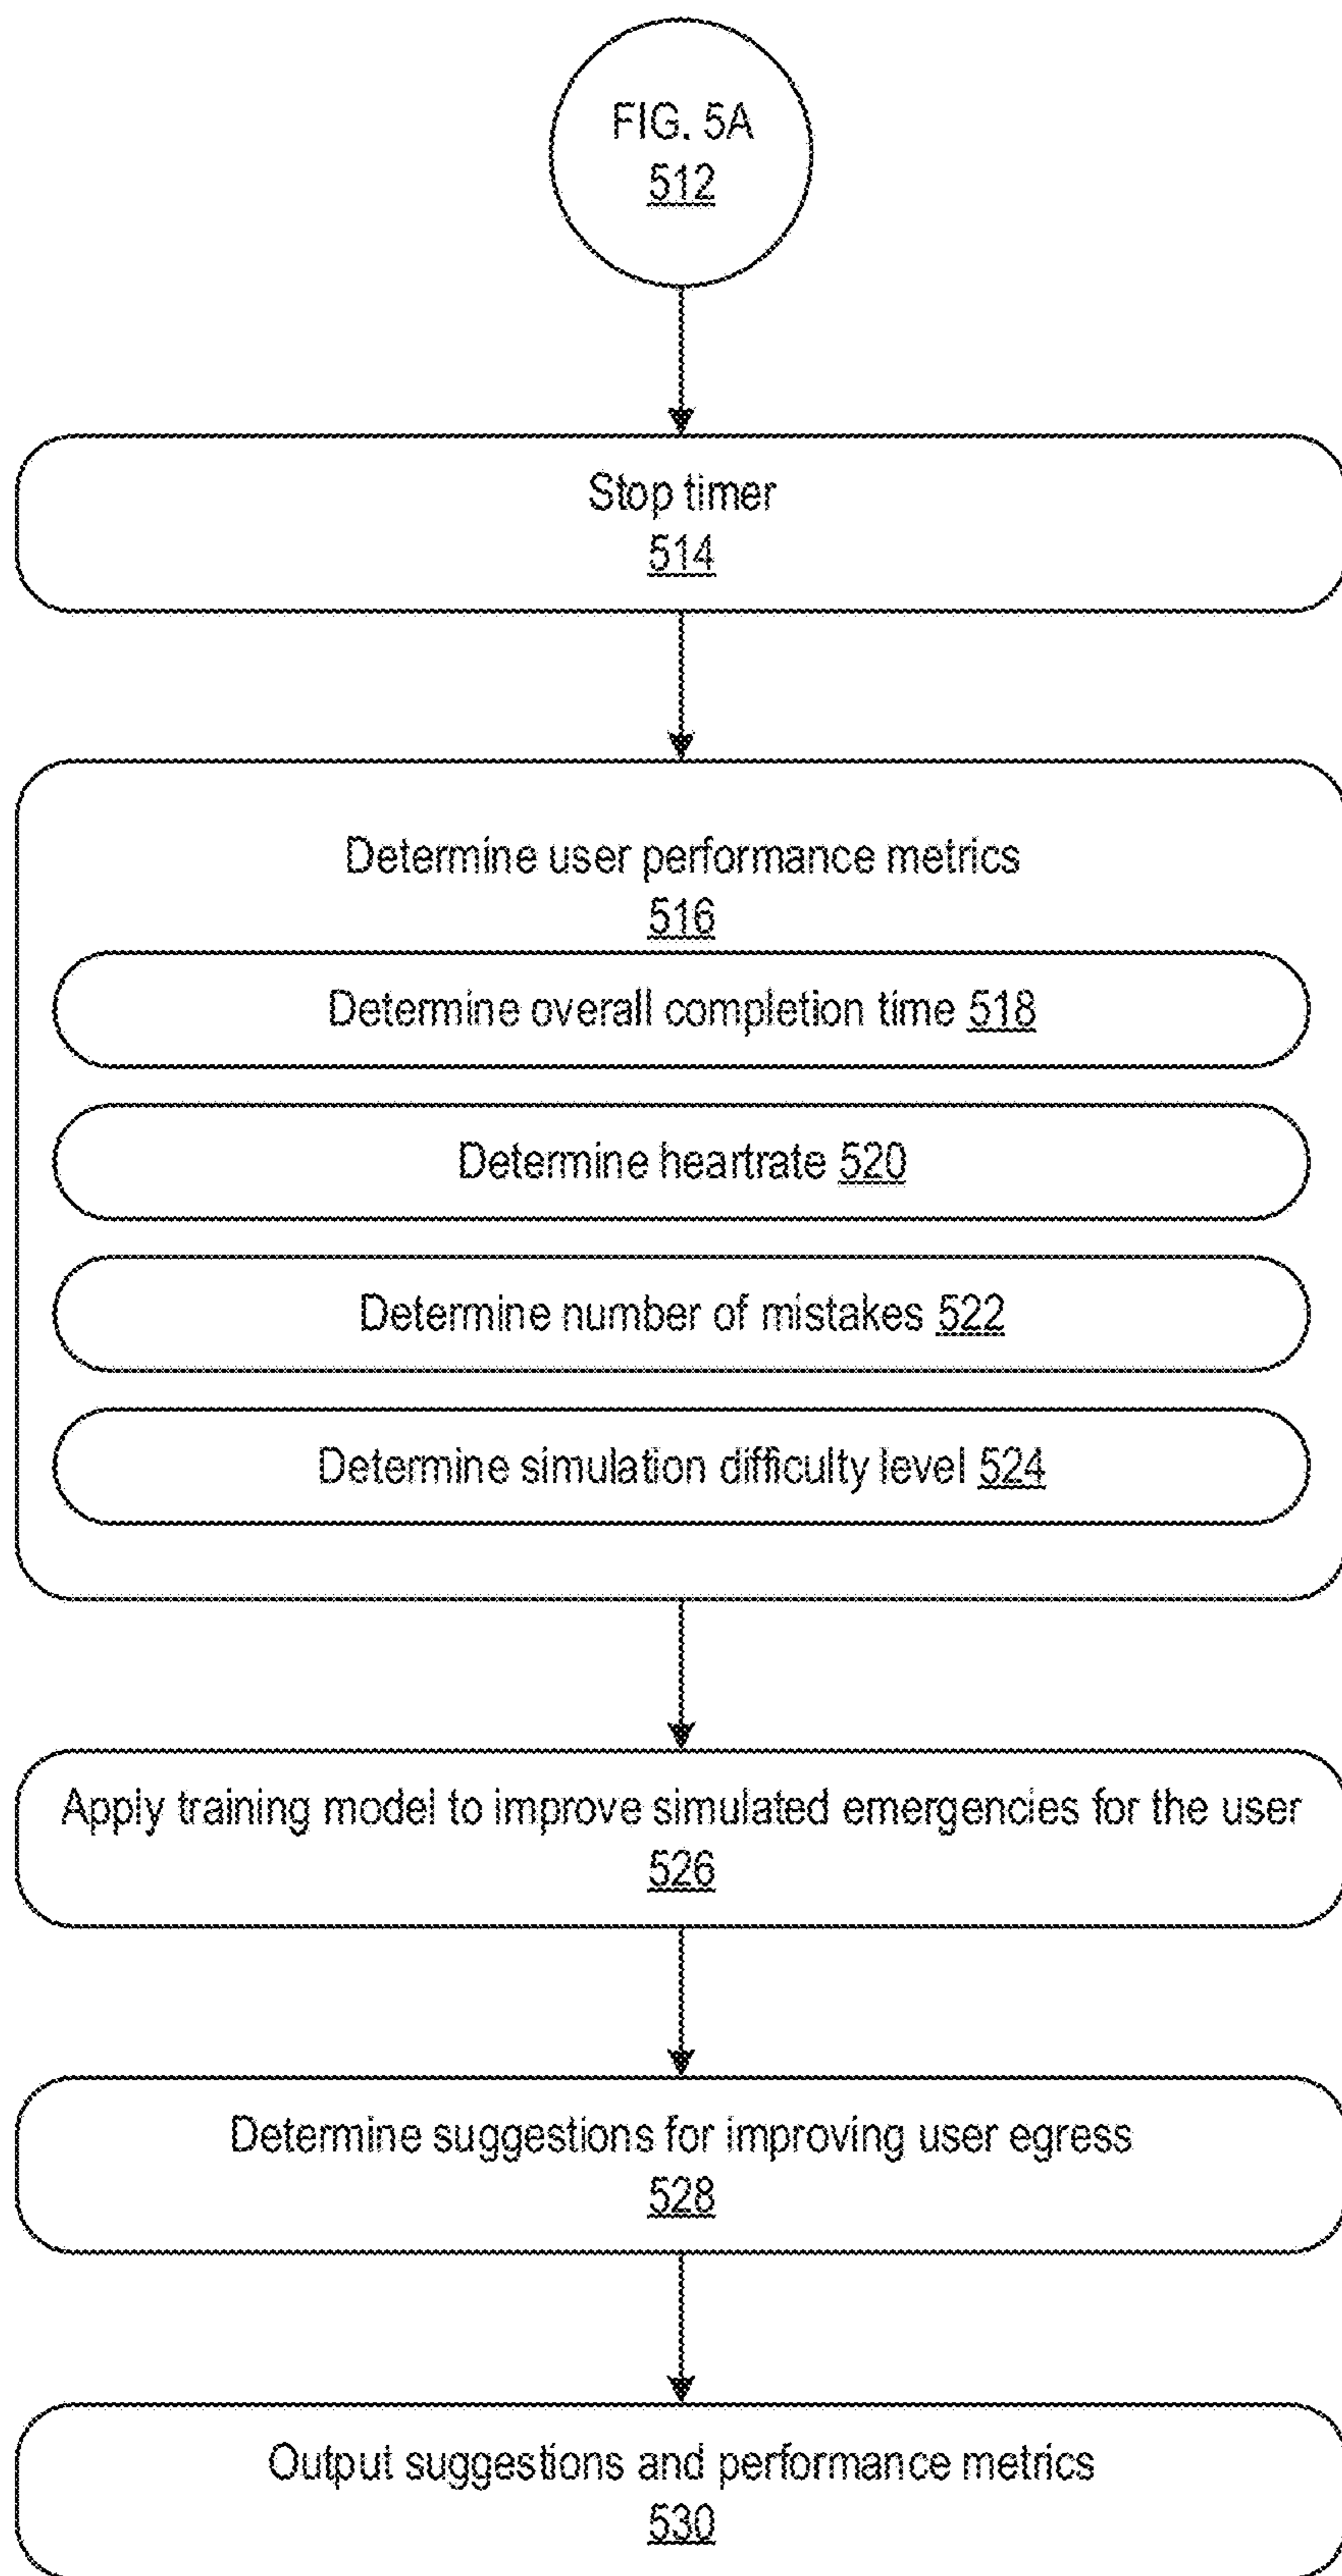 FIG. 5A
512
Stop timer
514
Determine user performance metrics
516
Determine overall completion time 518
Determine heartrate 520
Determine number of mistakes 522
Determine simulation difficulty level 524
Apply training model to improve simulated emergencies for the user
526
Determine suggestions for improving user egress
528
Output suggestions and performance metrics
530